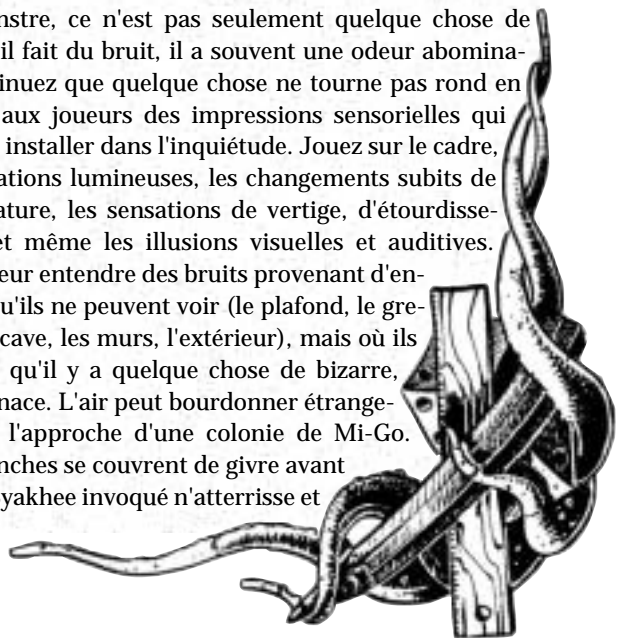 nstre, ce n'est pas seulement quelque chose de
il fait du bruit, il a souvent une odeur abomina-
inuez que quelque chose ne tourne pas rond en
aux joueurs des impressions sensorielles qui
installer dans l'inquiétude. Jouez sur le cadre,
ations lumineuses, les changements subits de
ature, les sensations de vertige, d'étourdisse-
et même les illusions visuelles et auditives.
eur entendre des bruits provenant d'en-
u'ils ne peuvent voir (le plafond, le gre-
cave, les murs, l'extérieur), mais où ils
qu'il y a quelque chose de bizarre,
nace. L'air peut bourdonner étrange-
l'approche d'une colonie de Mi-Go.
nches se couvrent de givre avant
yakhee invoqué n'atterrisse et